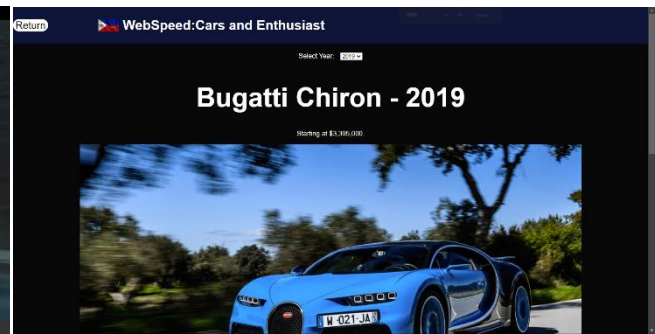 Return
WebSpeed:Cars and Enthusiast
Select Year: 2019
Bugatti Chiron - 2019
Starting at $3,395,000
W 021-JA